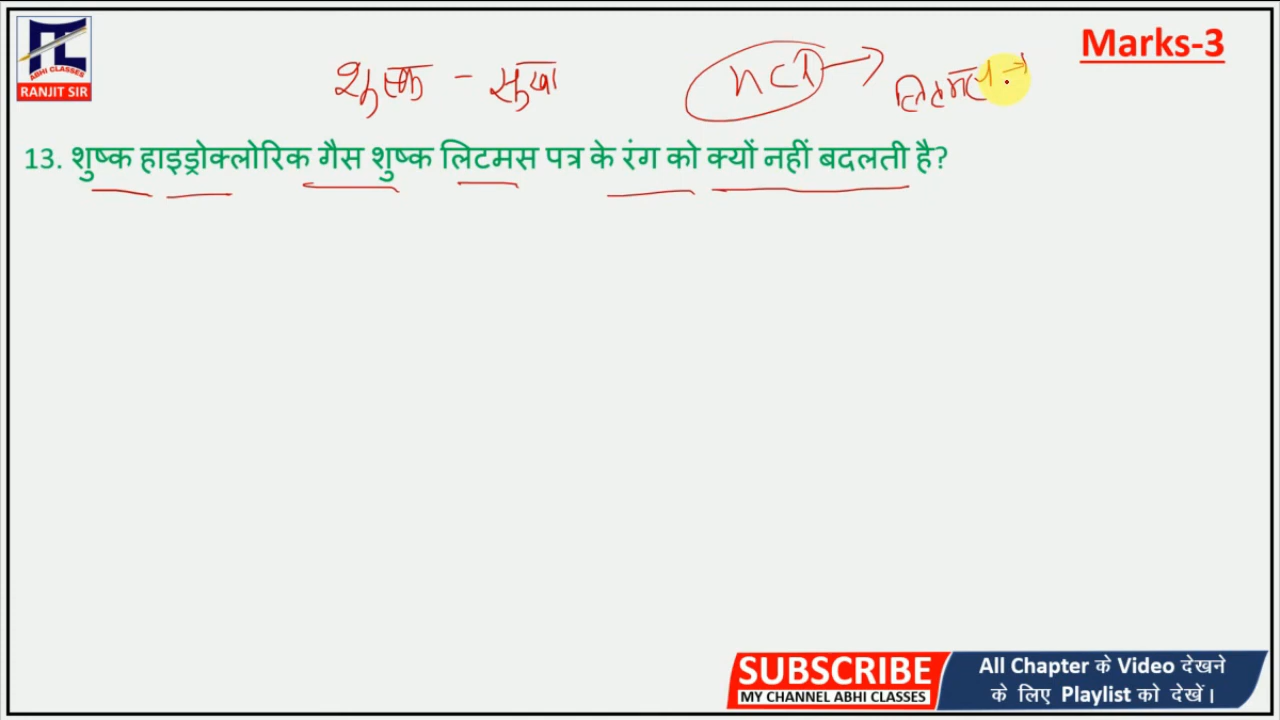 Marks-3
ABHI CLASSES
RANJIT SIR
शुष्क - सुखा HCl → लिटमस →
13. शुष्क हाइड्रोक्लोरिक गैस शुष्क लिटमस पत्र के रंग को क्यों नहीं बदलती है?
SUBSCRIBE
MY CHANNEL ABHI CLASSES
All Chapter के Video देखने
के लिए Playlist को देखें।